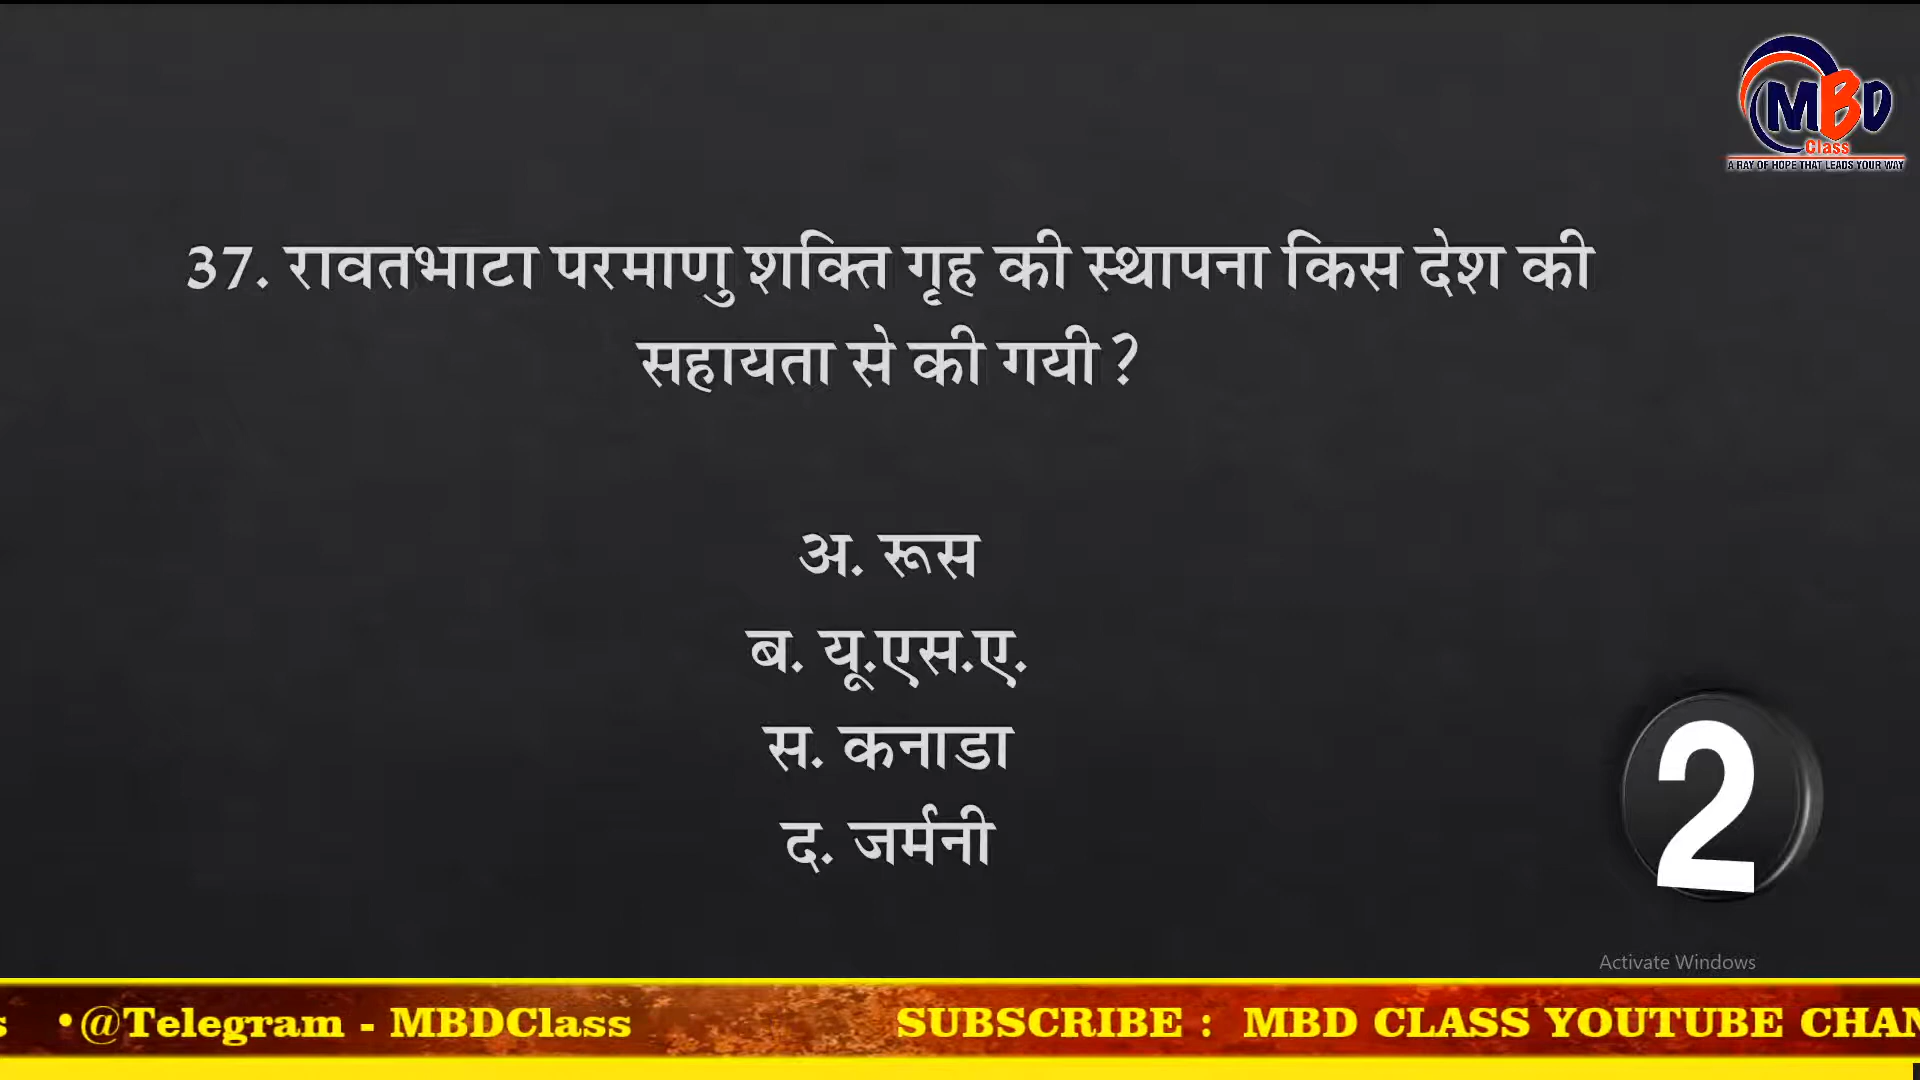 MBD
Class
A RAY OF HOPE THAT LEADS YOUR WAY
37. रावतभाटा परमाणु शक्ति गृह की स्थापना किस देश की
सहायता से की गयी ?
अ. रूस
ब. यू.एस.ए.
स. कनाडा
द. जर्मनी
2
Activate Windows
s •@Telegram - MBDClass SUBSCRIBE : MBD CLASS YOUTUBE CHAN